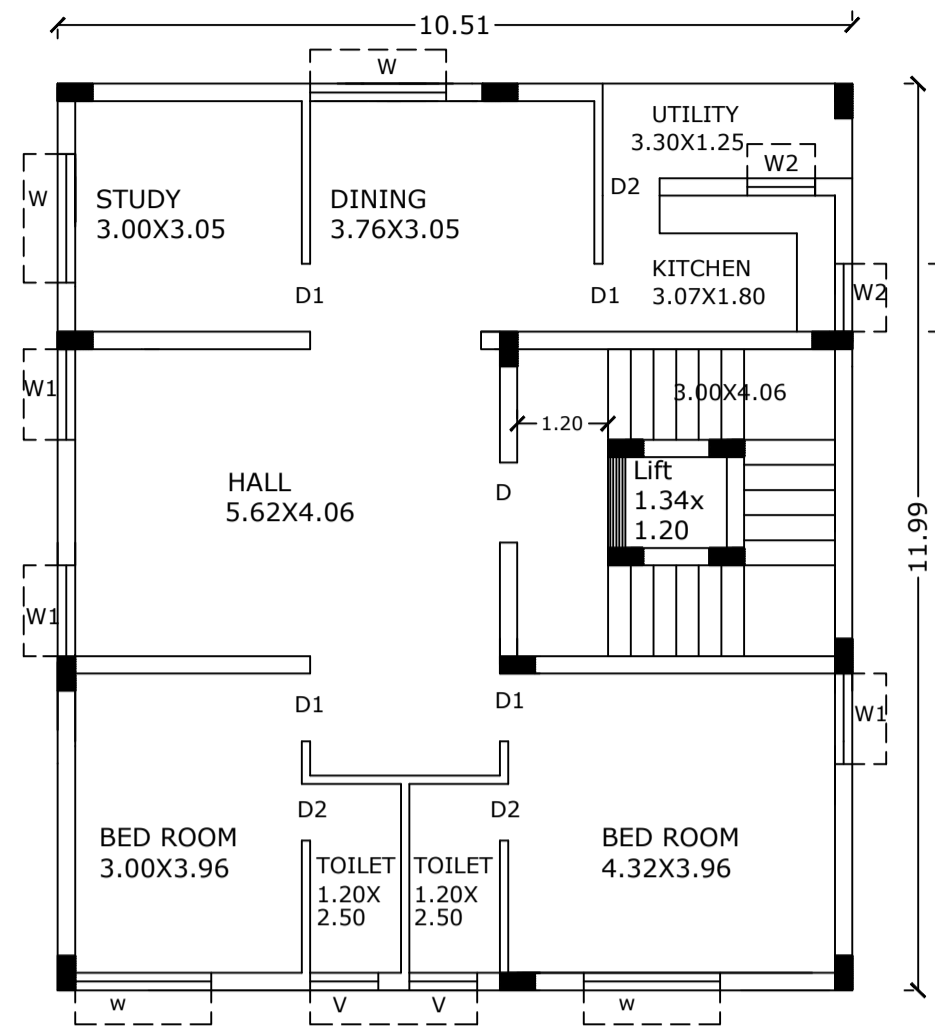 10.51
W
UTILITY
3.30X1.25
W2
W
STUDY
3.00X3.05
DINING
3.76X3.05
D2
KITCHEN
3.07X1.80
W2
D1
D1
W1
3.00X4.06
1.20
HALL
5.62X4.06
D
Lift
1.34x
1.20
11.99
W1
D1
D1
W1
D2
D2
BED ROOM
3.00X3.96
TOILET
1.20X
2.50
TOILET
1.20X
2.50
BED ROOM
4.32X3.96
w
V
V
w